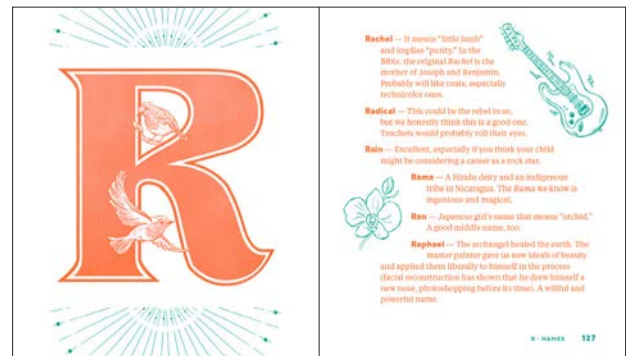 R
Rachel — It means "little lamb"
and implies "purity." In the
Bible, the original Rachel is the
mother of Joseph and Benjamin.
Probably will like coats, especially
technicolor ones.
Radical — This could be the rebel in us,
but we honestly think this is a good one.
Teachers would probably roll their eyes.
Rain — Excellent, especially if you think your child
might be considering a career as a rock star.
Rama — A Hindu deity and an indigenous
tribe in Nicaragua. The Rama we know is
ingenious and magical.
Ran — Japanese girl's name that means "orchid."
A good middle name, too.
Raphael — The archangel healed the earth. The
master painter gave us new ideals of beauty
and applied them liberally to himself in the process
(facial reconstruction has shown that he drew himself a
new nose, photoshopping before its time). A willful and
powerful name.
R - NAMES 127